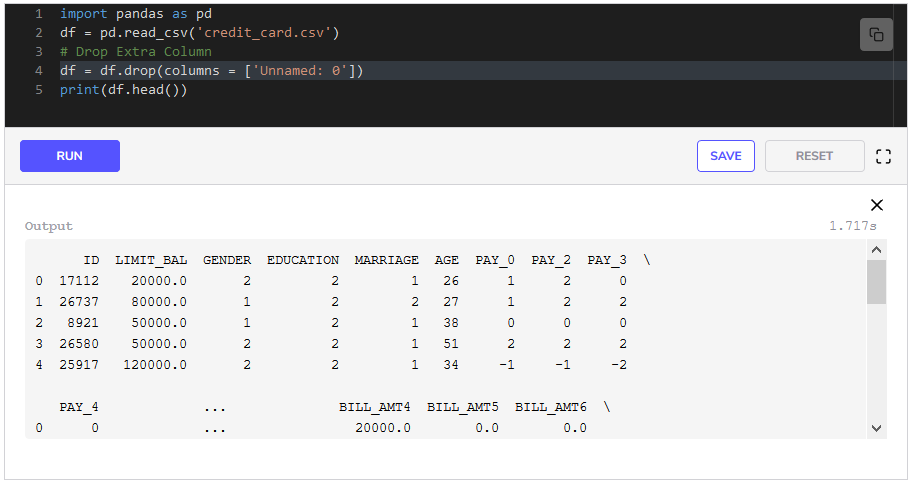 1 import pandas as pd
2 df = pd.read_csv('credit_card.csv')
3 # Drop Extra Column
4 df = df.drop(columns = ['Unnamed: 0'])
5 print(df.head())
RUN SAVE RESET
Output 1.717s
ID LIMIT_BAL GENDER EDUCATION MARRIAGE AGE PAY_0 PAY_2 PAY_3 \
0 17112 20000.0 2 2 1 26 1 2 0
1 26737 80000.0 1 2 2 27 1 2 2
2 8921 50000.0 1 2 1 38 0 0 0
3 26580 50000.0 2 2 1 51 2 2 2
4 25917 120000.0 2 2 1 34 -1 -1 -2
PAY_4 ... BILL_AMT4 BILL_AMT5 BILL_AMT6 \
0 0 ... 20000.0 0.0 0.0